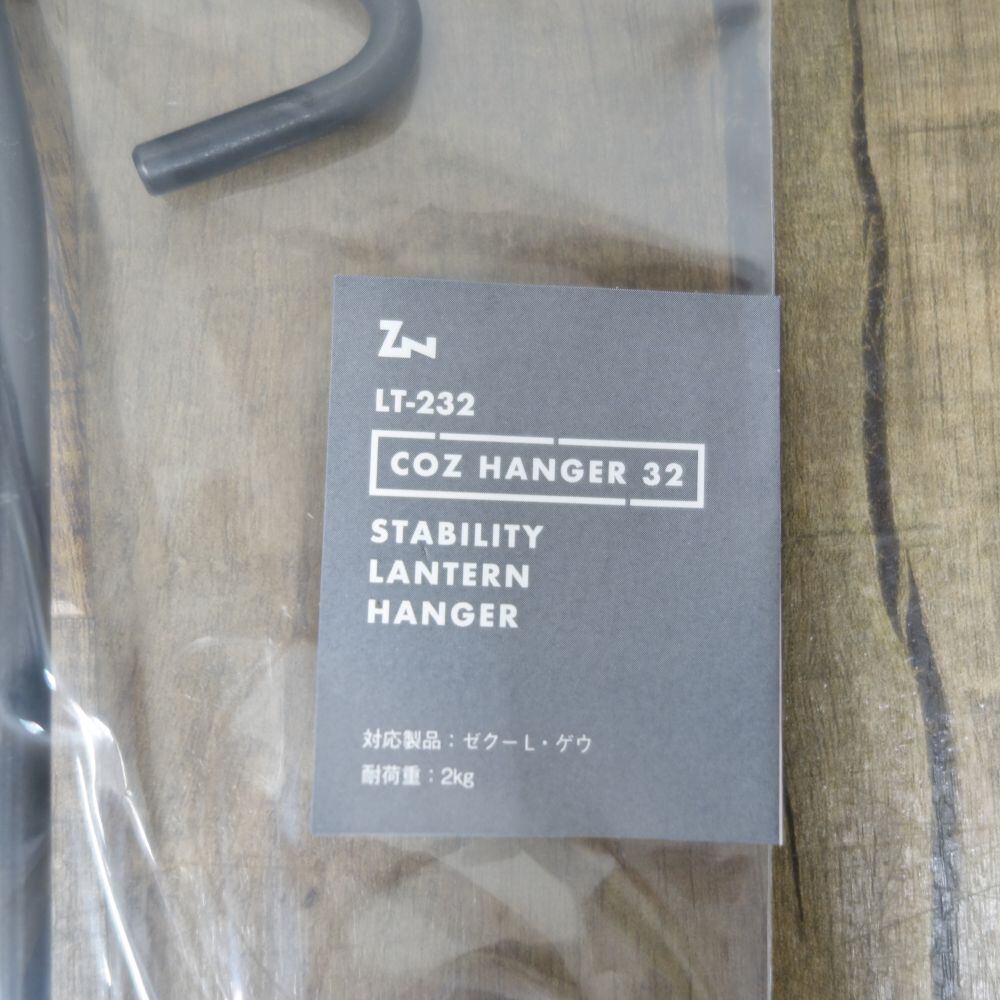 ZN
LT-232
COZ HANGER 32
STABILITY
LANTERN
HANGER
対応製品：ゼクーL・ゲウ
耐荷重：2kg